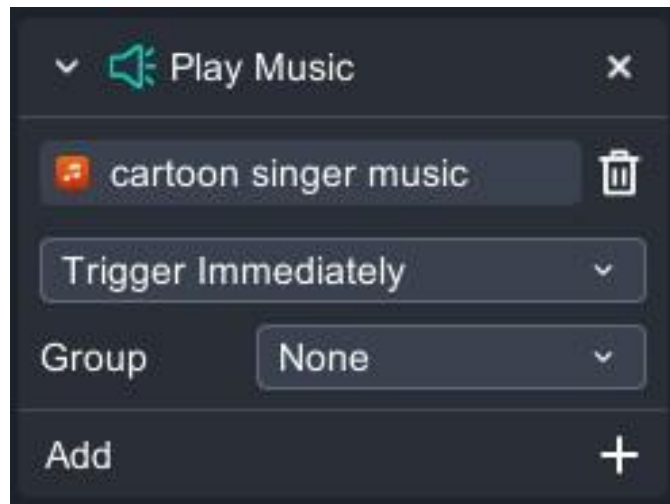 Play Music
cartoon singer music
Trigger Immediately
Group None
Add